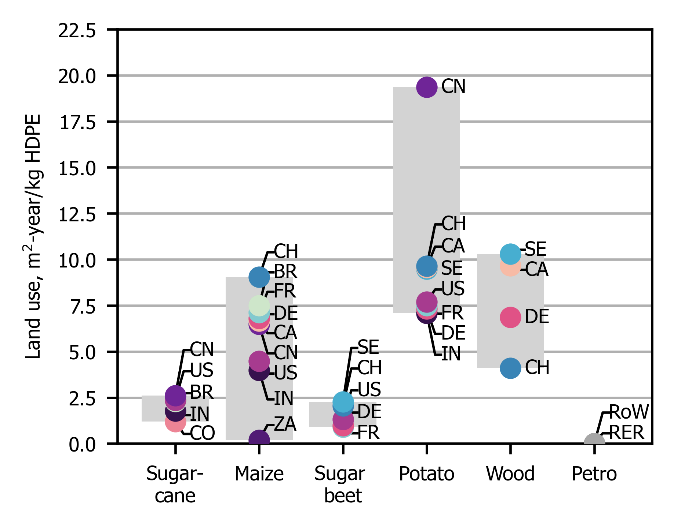 Land use, m²-year/kg HDPE
22.5
20.0
17.5
15.0
12.5
10.0
7.5
5.0
2.5
0.0
CN
US
BR
IN
CO
CH
BR
FR
DE
CA
CN
US
IN
ZA
SE
CH
US
DE
FR
CN
CH
CA
SE
US
FR
DE
IN
SE
CA
DE
CH
RoW
RER
Sugar-
cane
Maize
Sugar
beet
Potato
Wood
Petro